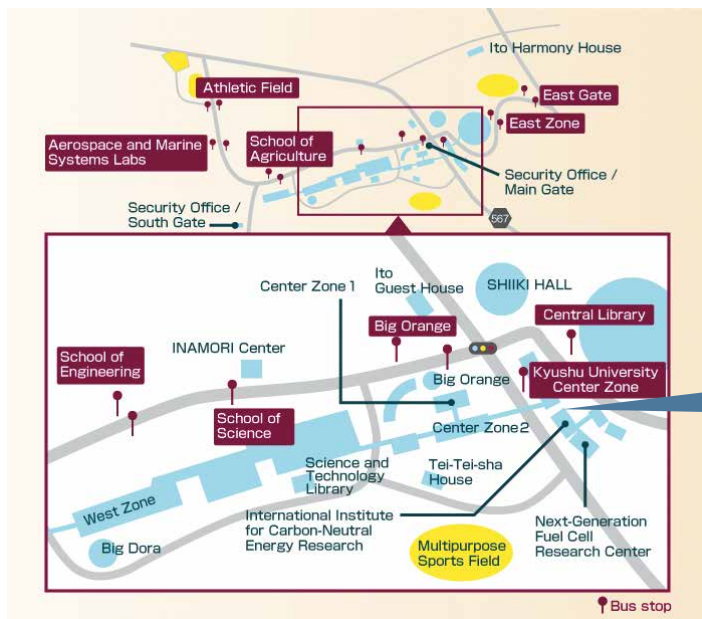 Ito Harmony House
Athletic Field
East Gate
East Zone
Aerospace and Marine
Systems Labs
School of
Agriculture
Security Office /
Main Gate
Security Office /
South Gate
567
Ito
Guest House
Center Zone 1
SHIIKI HALL
Central Library
Big Orange
INAMORI Center
School of
Engineering
Big Orange
Kyushu University
Center Zone
School of
Science
Center Zone2
Science and
Technology
Library
Tei-Tei-sha
House
West Zone
International Institute
for Carbon-Neutral
Energy Research
Next-Generation
Fuel Cell
Research Center
Big Dora
Multipurpose
Sports Field
Bus stop